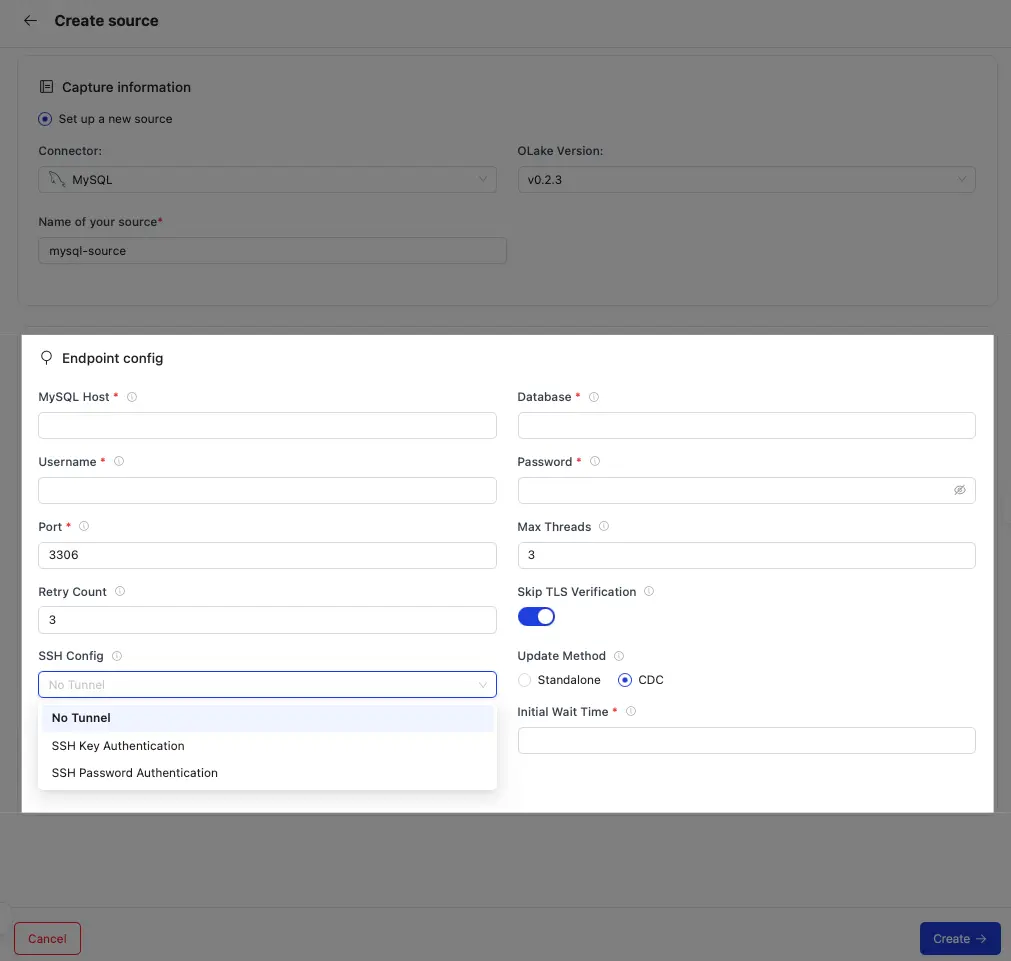 Create source
Capture information
Set up a new source
Connector:
OLake Version:
MySQL
v0.2.3
Name of your source*
mysql-source
Endpoint config
MySQL Host *
Database *
Username *
Password *
Port *
Max Threads
3306
3
Retry Count
Skip TLS Verification
3
SSH Config
Update Method
No Tunnel
Standalone
CDC
No Tunnel
Initial Wait Time *
SSH Key Authentication
SSH Password Authentication
Cancel
Create →